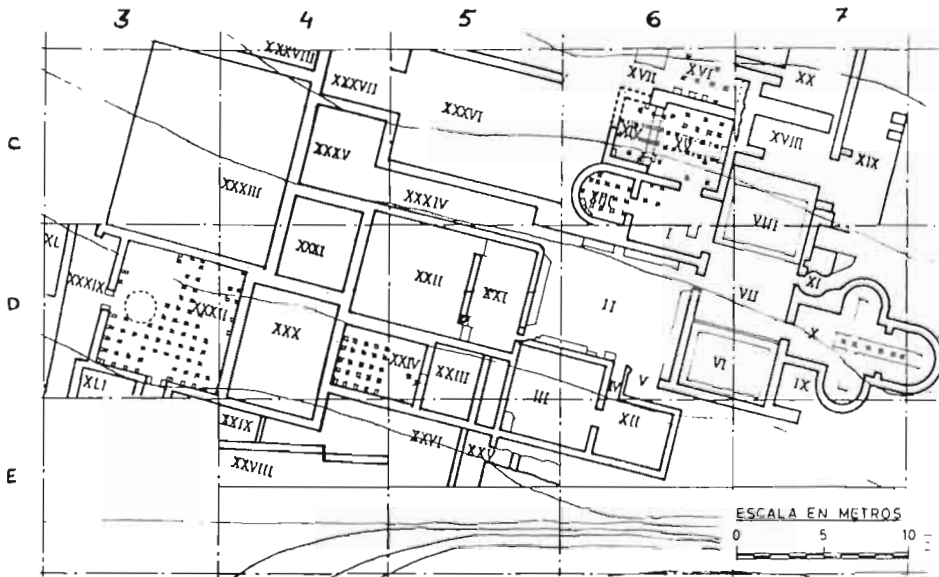 3 4 5 6 7
XXXVIII XXXVII XXXVI XVII XVI XX
C XXXV XIV XV XVIII XIX
XXXIII XXXIV XIII VIII
I
XL XXXI
D XXXIX XXXII XXX XXII XXI II VII XI X
XXIV XXIII VI
XLI III IV V IX
XXIX XXVI XII
E XXVIII XXV
ESCALA EN METROS
0 5 10